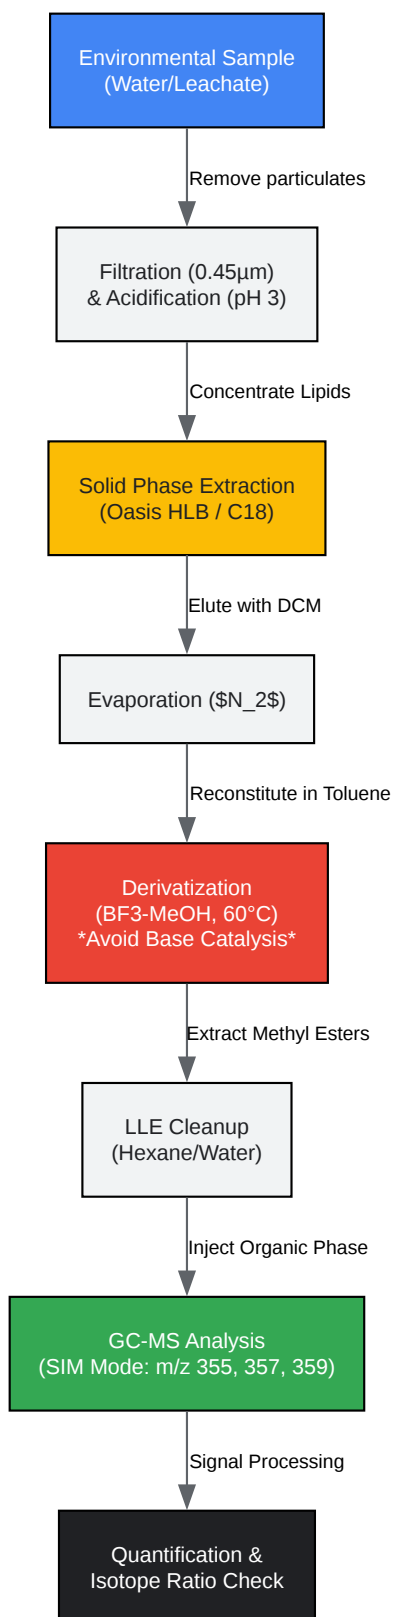 Environmental Sample
(Water/Leachate)
Remove particulates
Filtration (0.45µm)
& Acidification (pH 3)
Concentrate Lipids
Solid Phase Extraction
(Oasis HLB / C18)
Elute with DCM
Evaporation ($N_2$)
Reconstitute in Toluene
Derivatization
(BF3-MeOH, 60°C)
*Avoid Base Catalysis*
Extract Methyl Esters
LLE Cleanup
(Hexane/Water)
Inject Organic Phase
GC-MS Analysis
(SIM Mode: m/z 355, 357, 359)
Signal Processing
Quantification &
Isotope Ratio Check